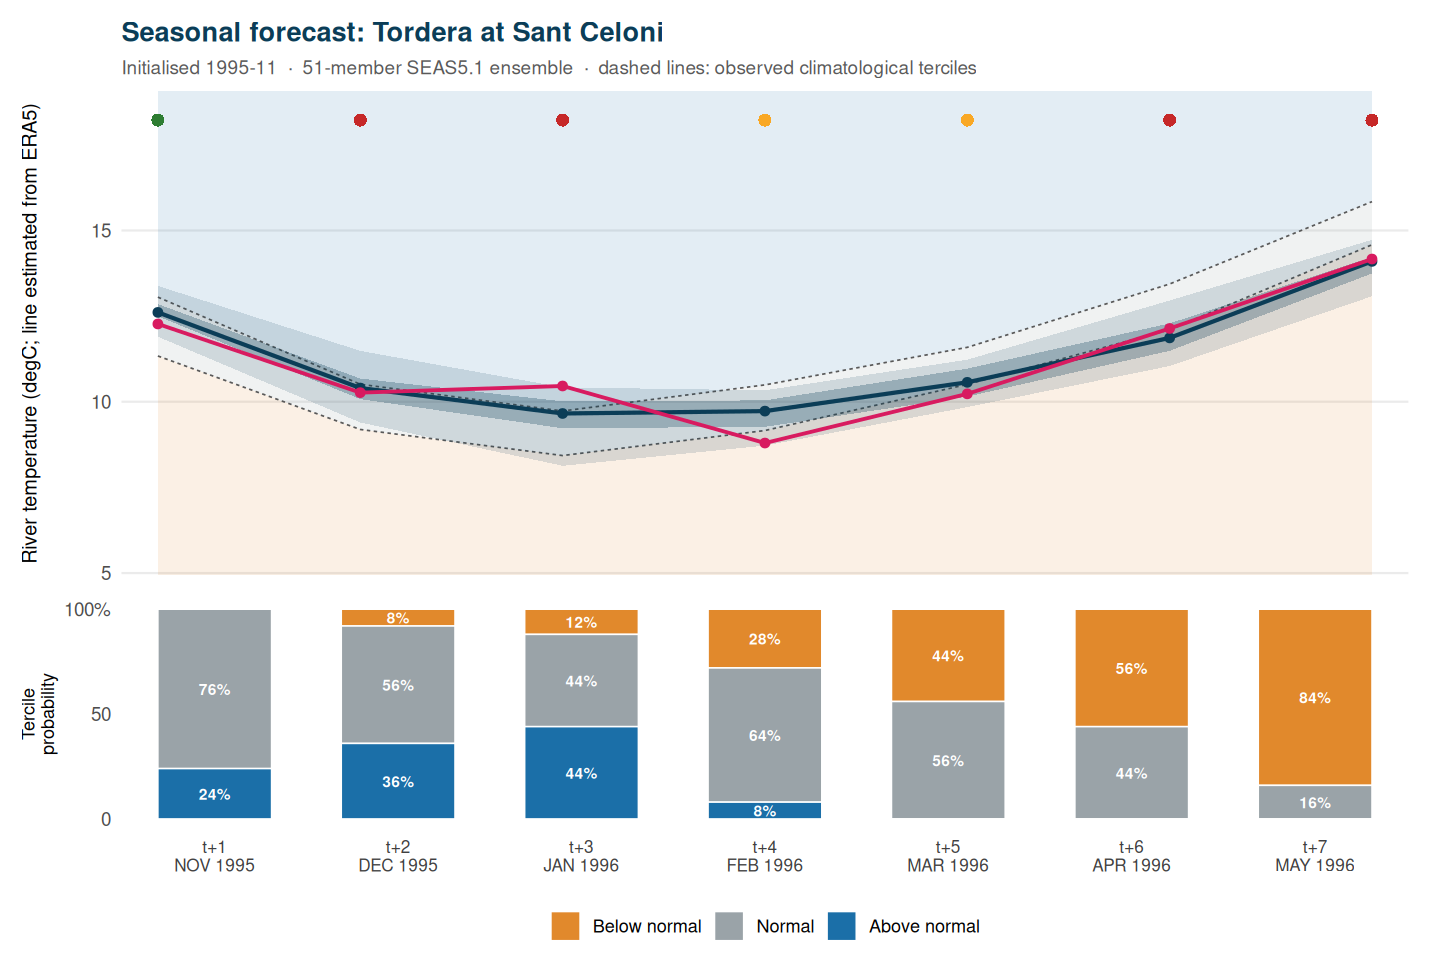 Seasonal forecast: Tordera at Sant Celoni
Initialised 1995-11 · 51-member SEAS5.1 ensemble · dashed lines: observed climatological terciles
River temperature (degC; line estimated from ERA5)
15
10
5
Tercile
probability
100%
50
0
76%
24%
8%
56%
36%
12%
44%
44%
28%
64%
8%
44%
56%
56%
44%
84%
16%
t+1
NOV 1995
t+2
DEC 1995
t+3
JAN 1996
t+4
FEB 1996
t+5
MAR 1996
t+6
APR 1996
t+7
MAY 1996
Below normal
Normal
Above normal